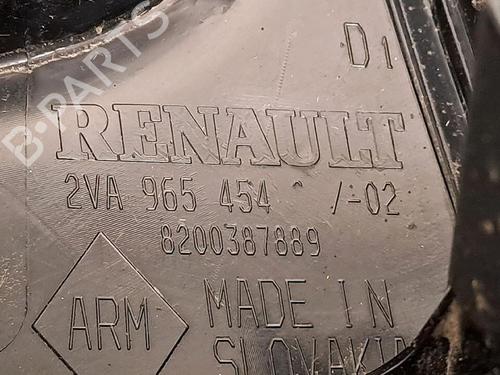 D1
B-PARTS
RENAULT
2VA 965 454 /-02
8200387889
ARM
MADE IN
SLOVAKIA